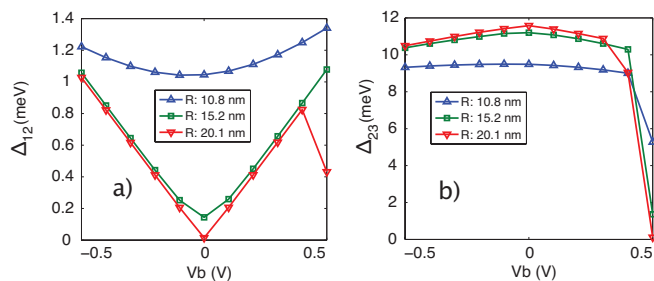 1.4
1.2
1
0.8
0.6
0.4
0.2
0
Δ12 (meV)
R: 10.8 nm
R: 15.2 nm
R: 20.1 nm
a)
−0.5 0 0.5
Vb (V)
12
10
8
6
4
2
0
Δ23(meV)
R: 10.8 nm
R: 15.2 nm
R: 20.1 nm
b)
−0.5 0 0.5
Vb (V)